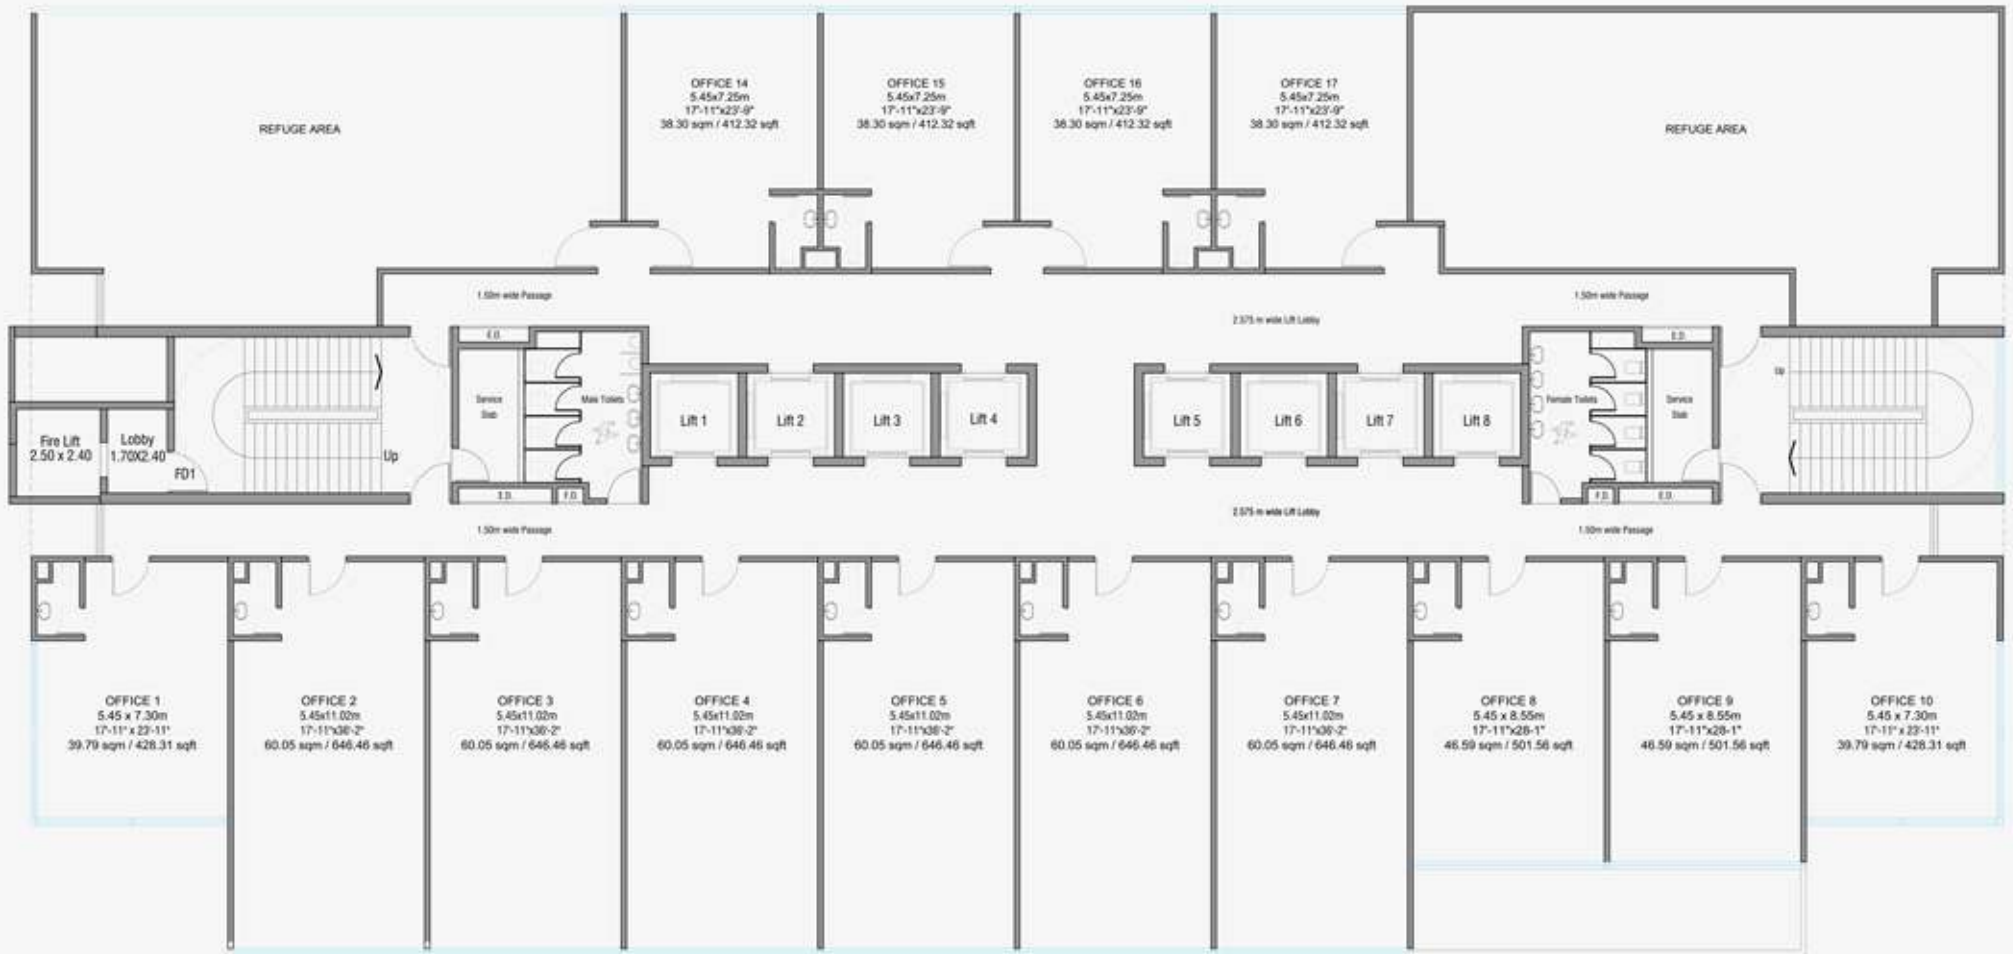 REFUGE AREA
OFFICE 14
5.45x7.25m
17'-11"x23'-9"
38.30 sqm / 412.32 sqft
OFFICE 15
5.45x7.25m
17'-11"x23'-9"
38.30 sqm / 412.32 sqft
OFFICE 16
5.45x7.25m
17'-11"x23'-9"
38.30 sqm / 412.32 sqft
OFFICE 17
5.45x7.25m
17'-11"x23'-9"
38.30 sqm / 412.32 sqft
REFUGE AREA
1.50m wide Passage
2.575 m wide Lift Lobby
1.50m wide Passage
E.D.
E.D.
Fire Lift
2.50 x 2.40
Lobby
1.70X2.40
FD1
Up
Service
Slab
Male Toilets
Lift 1
Lift 2
Lift 3
Lift 4
Lift 5
Lift 6
Lift 7
Lift 8
Female Toilets
Service
Slab
Up
E.D.
F.D.
F.D.
E.D.
1.50m wide Passage
2.575 m wide Lift Lobby
1.50m wide Passage
OFFICE 1
5.45 x 7.30m
17'-11" x 23'-11"
39.79 sqm / 428.31 sqft
OFFICE 2
5.45x11.02m
17'-11"x36'-2"
60.05 sqm / 646.46 sqft
OFFICE 3
5.45x11.02m
17'-11"x36'-2"
60.05 sqm / 646.46 sqft
OFFICE 4
5.45x11.02m
17'-11"x36'-2"
60.05 sqm / 646.46 sqft
OFFICE 5
5.45x11.02m
17'-11"x36'-2"
60.05 sqm / 646.46 sqft
OFFICE 6
5.45x11.02m
17'-11"x36'-2"
60.05 sqm / 646.46 sqft
OFFICE 7
5.45x11.02m
17'-11"x36'-2"
60.05 sqm / 646.46 sqft
OFFICE 8
5.45 x 8.55m
17'-11"x28-1"
46.59 sqm / 501.56 sqft
OFFICE 9
5.45 x 8.55m
17'-11"x28-1"
46.59 sqm / 501.56 sqft
OFFICE 10
5.45 x 7.30m
17'-11" x 23'-11"
39.79 sqm / 428.31 sqft